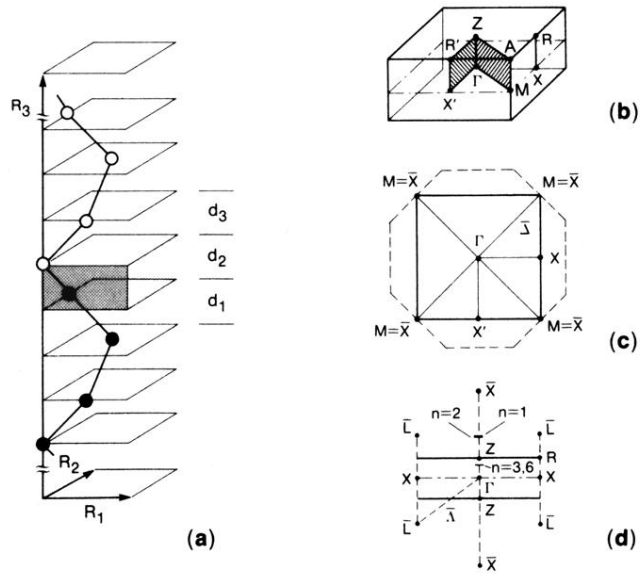 R₃
d₃
d₂
d₁
R₂
R₁
(a)
Z
R' A R
Γ
X' M X
(b)
M=X̄ M=X̄
Γ Δ̄ X
M=X̄ X' M=X̄
(c)
X̄
n=2 n=1
L̄ Z L̄
R
n=3,6
X Γ X
Λ̄
L̄ Z L̄
X̄
(d)